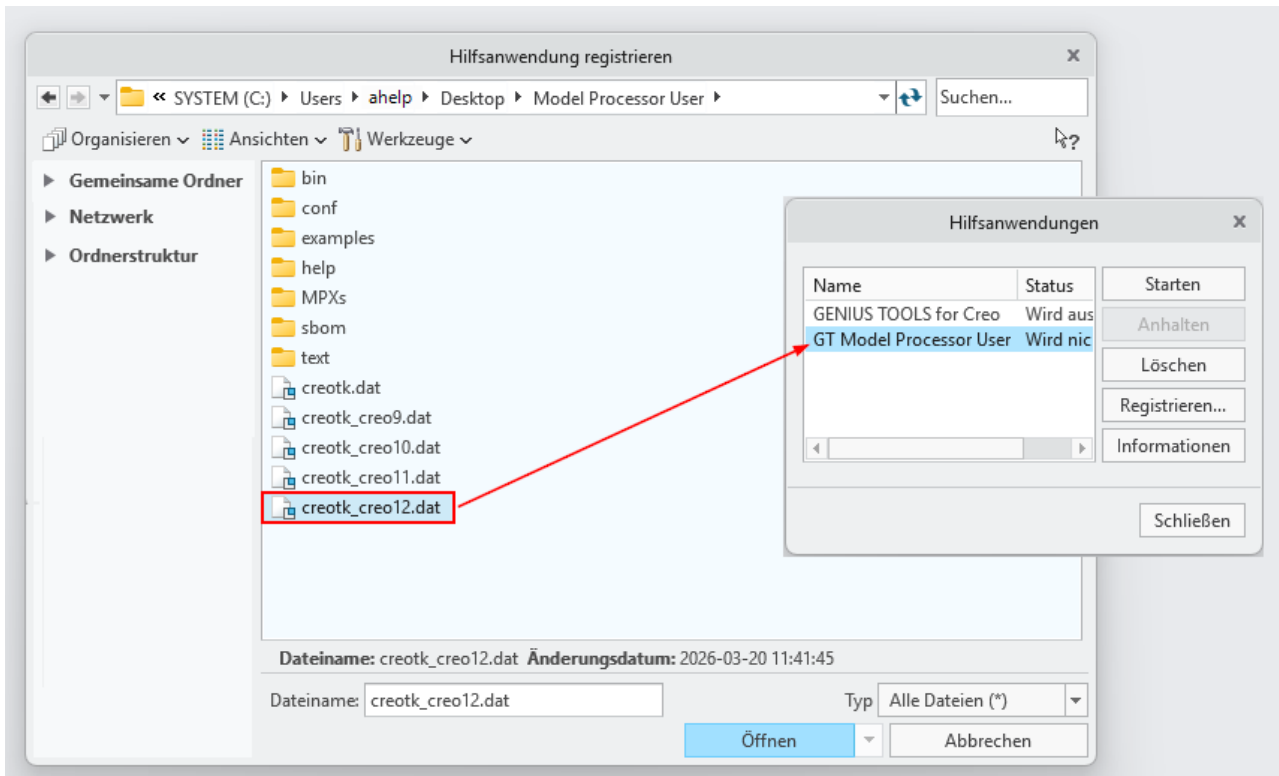 Hilfsanwendung registrieren
« SYSTEM (C:) Users ahelp Desktop Model Processor User
Suchen...
Organisieren Ansichten Werkzeuge
Gemeinsame Ordner
Netzwerk
Ordnerstruktur
bin
conf
examples
help
MPXs
sbom
text
creotk.dat
creotk_creo9.dat
creotk_creo10.dat
creotk_creo11.dat
creotk_creo12.dat
Dateiname: creotk_creo12.dat Änderungsdatum: 2026-03-20 11:41:45
Dateiname: creotk_creo12.dat
Typ Alle Dateien (*)
Öffnen
Abbrechen
Hilfsanwendungen
Name Status
GENIUS TOOLS for Creo Wird aus
GT Model Processor User Wird nic
Starten
Anhalten
Löschen
Registrieren...
Informationen
Schließen